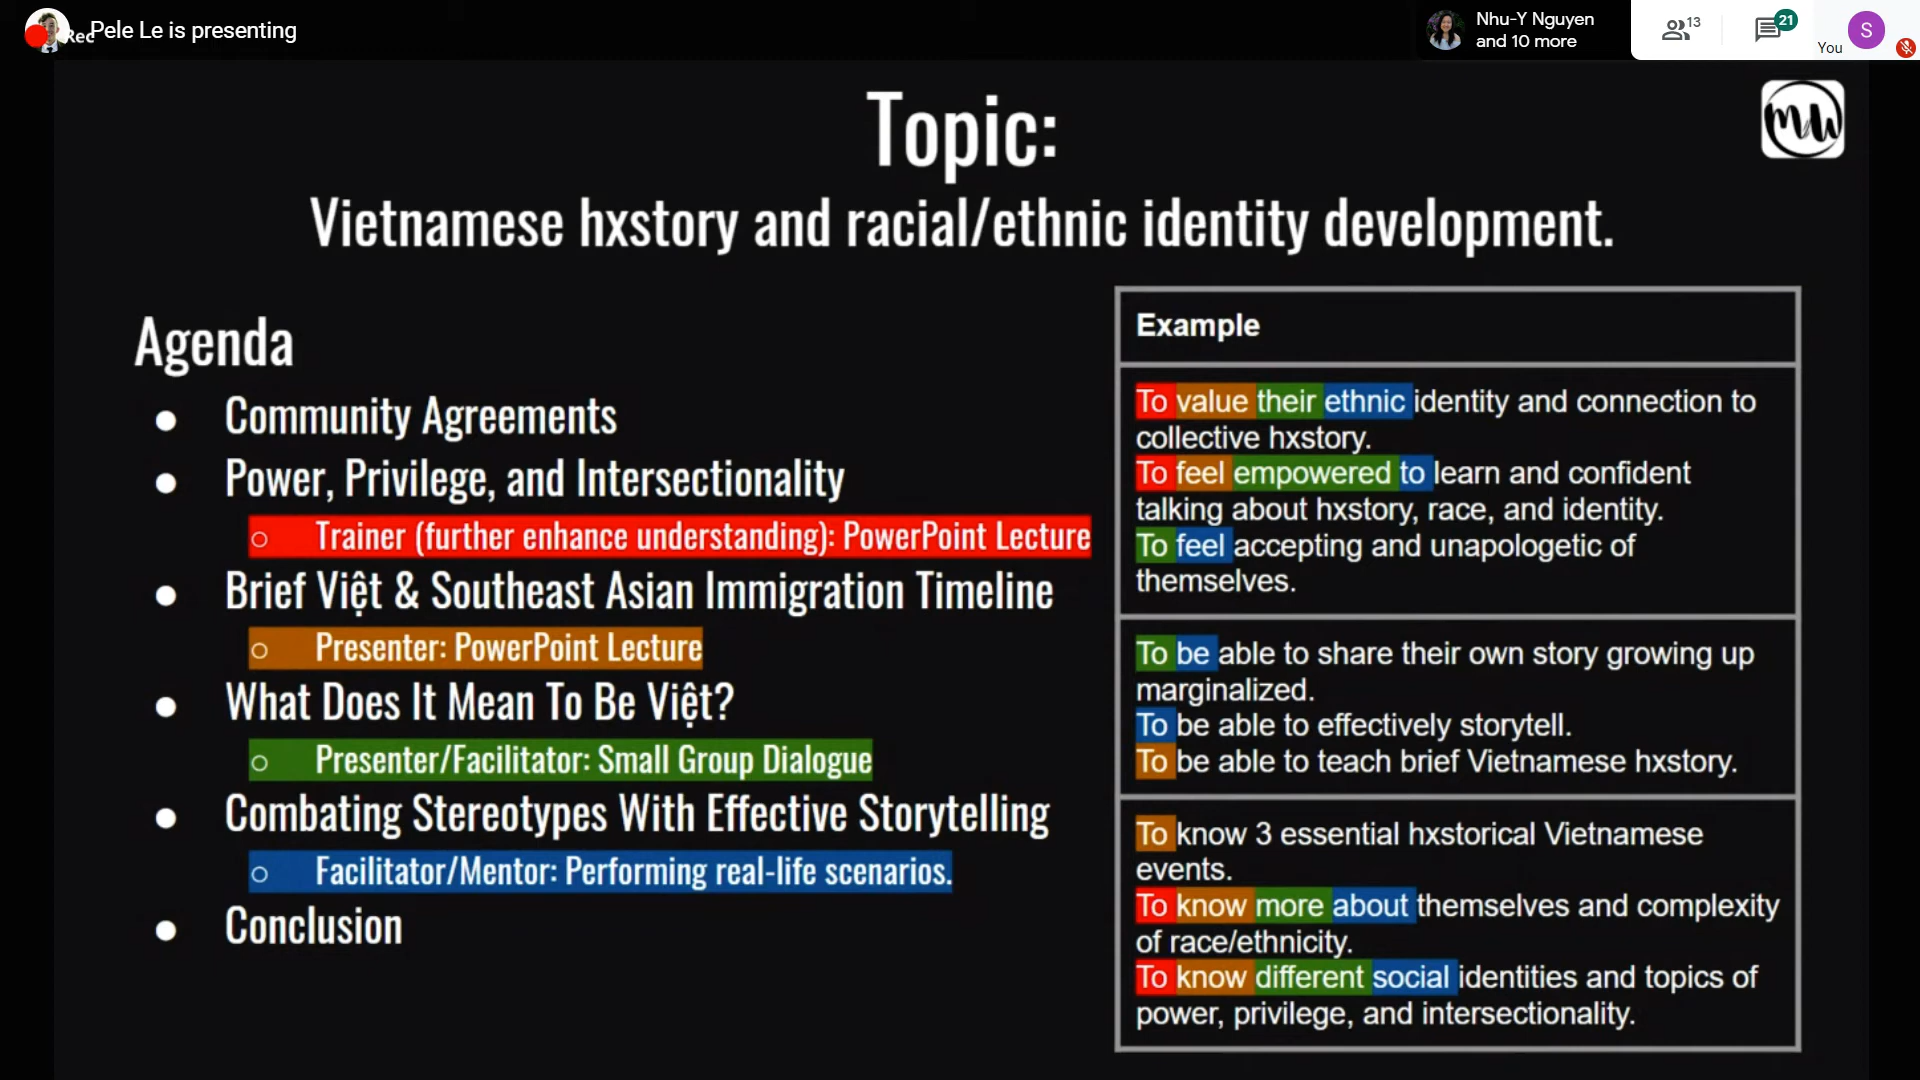 Rec
Pele Le is presenting
Nhu-Y Nguyen
and 10 more
13
21
You
S
Topic:
MW
Vietnamese hxstory and racial/ethnic identity development.
Agenda
● Community Agreements
● Power, Privilege, and Intersectionality
○ Trainer (further enhance understanding): PowerPoint Lecture
● Brief Việt & Southeast Asian Immigration Timeline
○ Presenter: PowerPoint Lecture
● What Does It Mean To Be Việt?
○ Presenter/Facilitator: Small Group Dialogue
● Combating Stereotypes With Effective Storytelling
○ Facilitator/Mentor: Performing real-life scenarios.
● Conclusion
Example
To value their ethnic identity and connection to
collective hxstory.
To feel empowered to learn and confident
talking about hxstory, race, and identity.
To feel accepting and unapologetic of
themselves.
To be able to share their own story growing up
marginalized.
To be able to effectively storytell.
To be able to teach brief Vietnamese hxstory.
To know 3 essential hxstorical Vietnamese
events.
To know more about themselves and complexity
of race/ethnicity.
To know different social identities and topics of
power, privilege, and intersectionality.